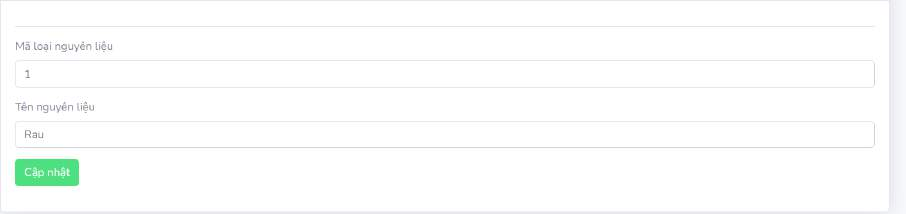 Mã loại nguyên liệu
1
Tên nguyên liệu
Rau
Cập nhật